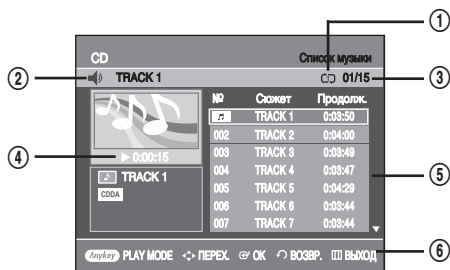 ①
CD Список музыки
② TRACK 1 01/15 ③
№ Сюжет Продолж.
TRACK 1 0:03:50
002 TRACK 2 0:04:00
④ 0:00:15 003 TRACK 3 0:03:49
TRACK 1 004 TRACK 4 0:03:47 ⑤
CDDA 005 TRACK 5 0:04:29
006 TRACK 6 0:03:44
007 TRACK 7 0:03:44
Anykey PLAY MODE ПЕРЕХ. OK ВОЗВР. ВЫХОД ⑥